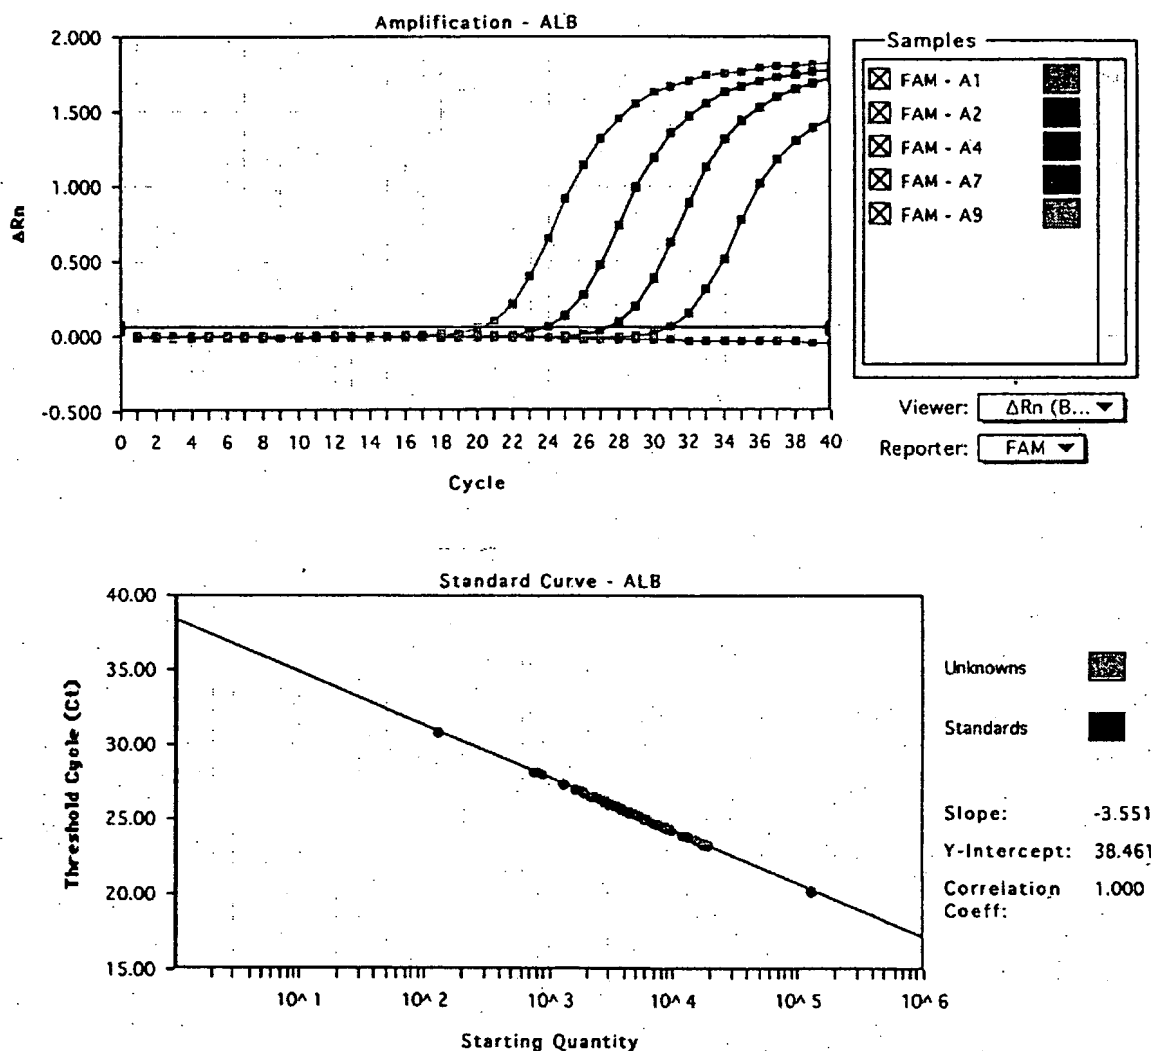 Amplification - ALB
2.000
1.500
1.000
0.500
0.000
-0.500
ΔRn
0 2 4 6 8 10 12 14 16 18 20 22 24 26 28 30 32 34 36 38 40
Cycle
Samples
FAM - A1
FAM - A2
FAM - A4
FAM - A7
FAM - A9
Viewer: ΔRn (B... ▼
Reporter: FAM ▼
Standard Curve - ALB
40.00
35.00
30.00
25.00
20.00
15.00
Threshold Cycle (Ct)
10^1 10^2 10^3 10^4 10^5 10^6
Starting Quantity
Unknowns
Standards
Slope: -3.551
Y-Intercept: 38.461
Correlation 1.000
Coeff: